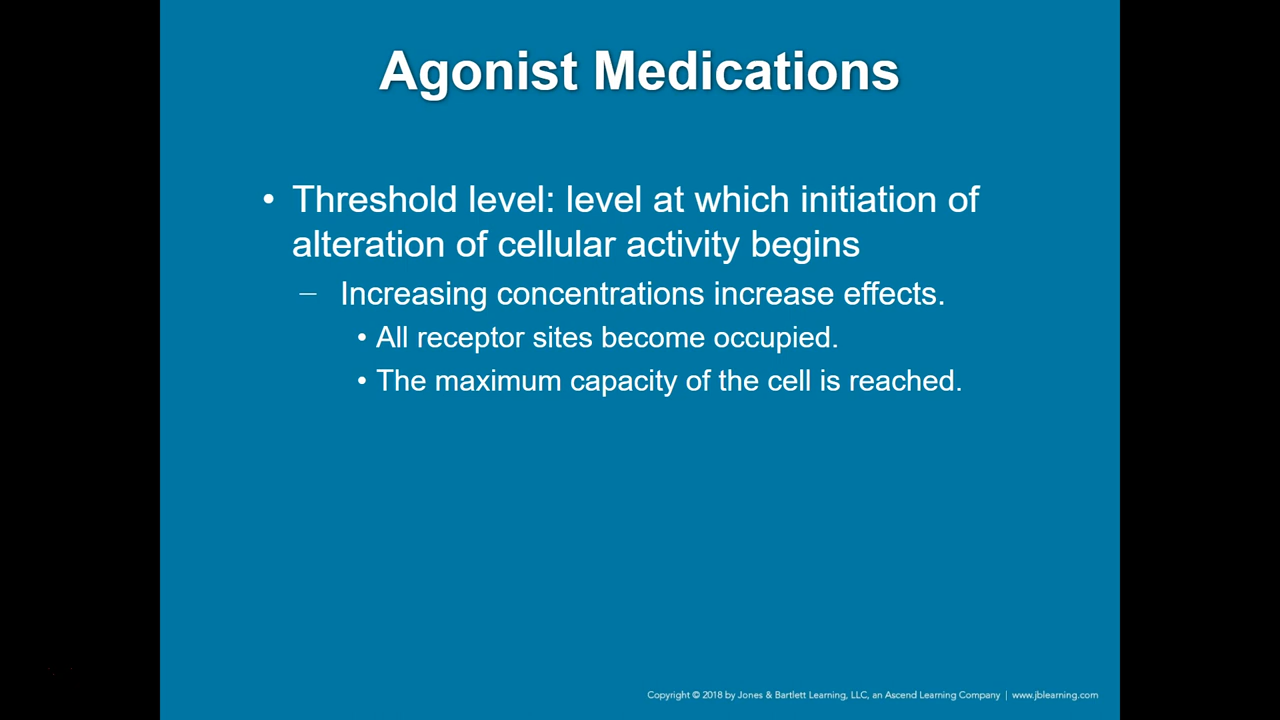 Agonist Medications
• Threshold level: level at which initiation of
alteration of cellular activity begins
– Increasing concentrations increase effects.
• All receptor sites become occupied.
• The maximum capacity of the cell is reached.
Copyright © 2018 by Jones & Bartlett Learning, LLC, an Ascend Learning Company | www.jblearning.com